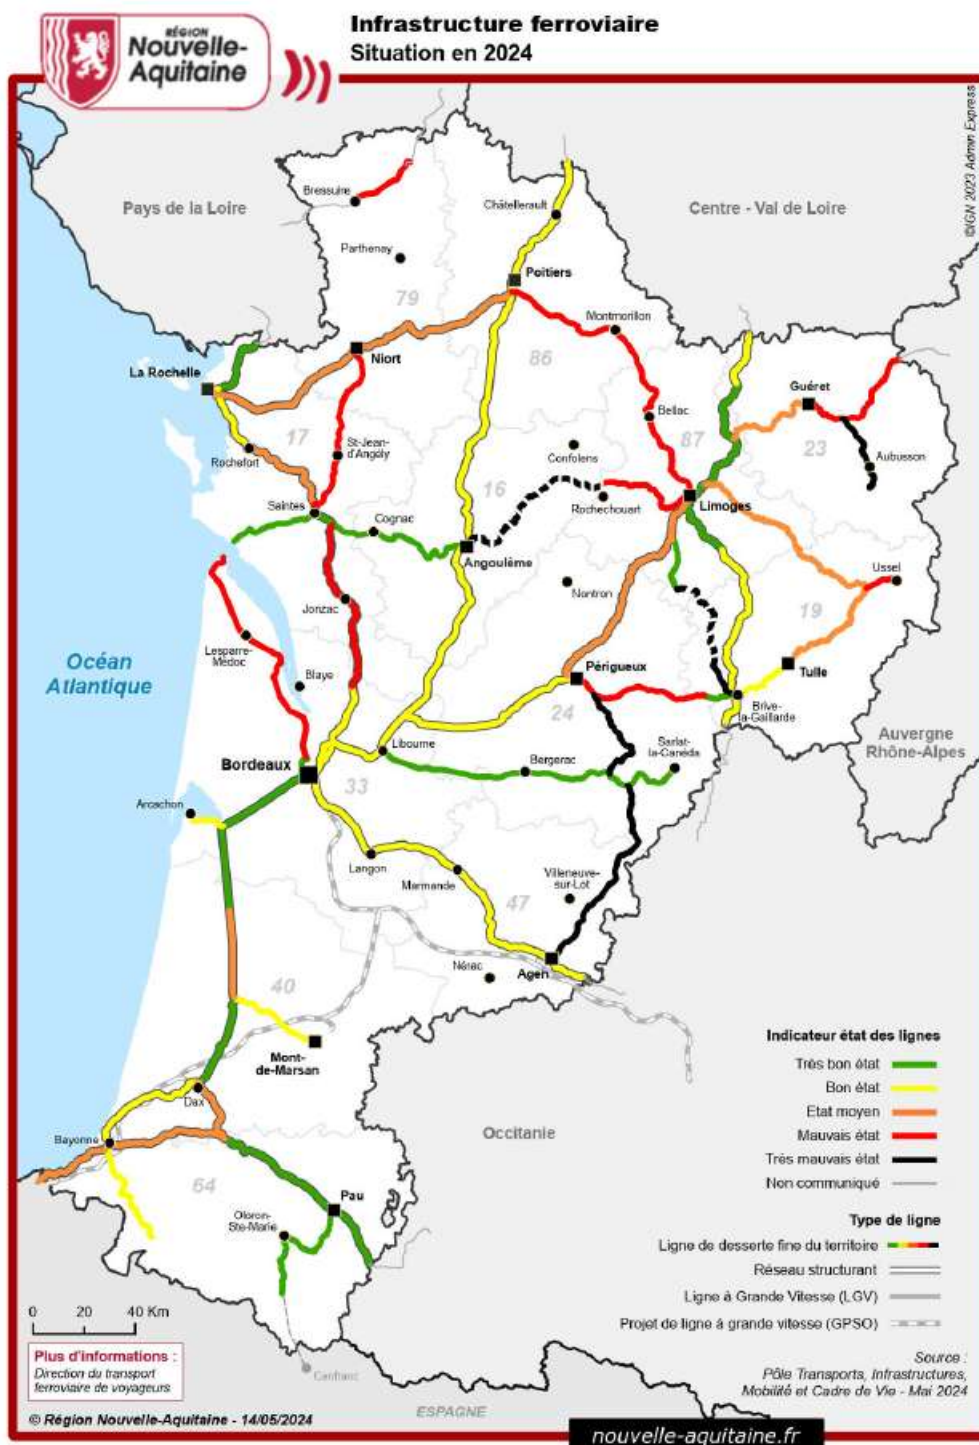 RÉGION
Nouvelle-
Aquitaine
Infrastructure ferroviaire
Situation en 2024
©IGN 2023 Admin Express
Pays de la Loire
Centre - Val de Loire
Bressuire
Châtellerault
Parthenay
Poitiers
79
86
Montmorillon
Niort
La Rochelle
Guéret
Bellac
17
St-Jean-
d'Angély
87
23
Rochefort
Confolens
Aubusson
16
Rochechouart
Saintes
Limoges
Cognac
Angoulême
Ussel
Nontron
Jonzac
19
Lesparre-
Médoc
Océan
Atlantique
Blaye
Périgueux
Tulle
24
Brive-
la-Gaillarde
Libourne
Sarlat-
la-Canéda
Auvergne
Rhône-Alpes
Bordeaux
Bergerac
33
Arcachon
Langon
Marmande
Villeneuve-
sur-Lot
47
Nérac
Agen
40
Mont-
de-Marsan
Dax
Bayonne
Occitanie
64
Pau
Oloron-
Ste-Marie
Canfranc
ESPAGNE
Indicateur état des lignes
Très bon état
Bon état
Etat moyen
Mauvais état
Très mauvais état
Non communiqué
Type de ligne
Ligne de desserte fine du territoire
Réseau structurant
Ligne à Grande Vitesse (LGV)
Projet de ligne à grande vitesse (GPSO)
0 20 40 Km
Plus d'informations :
Direction du transport
ferroviaire de voyageurs
Source :
Pôle Transports, Infrastructures,
Mobilité et Cadre de Vie - Mai 2024
© Région Nouvelle-Aquitaine - 14/05/2024
nouvelle-aquitaine.fr